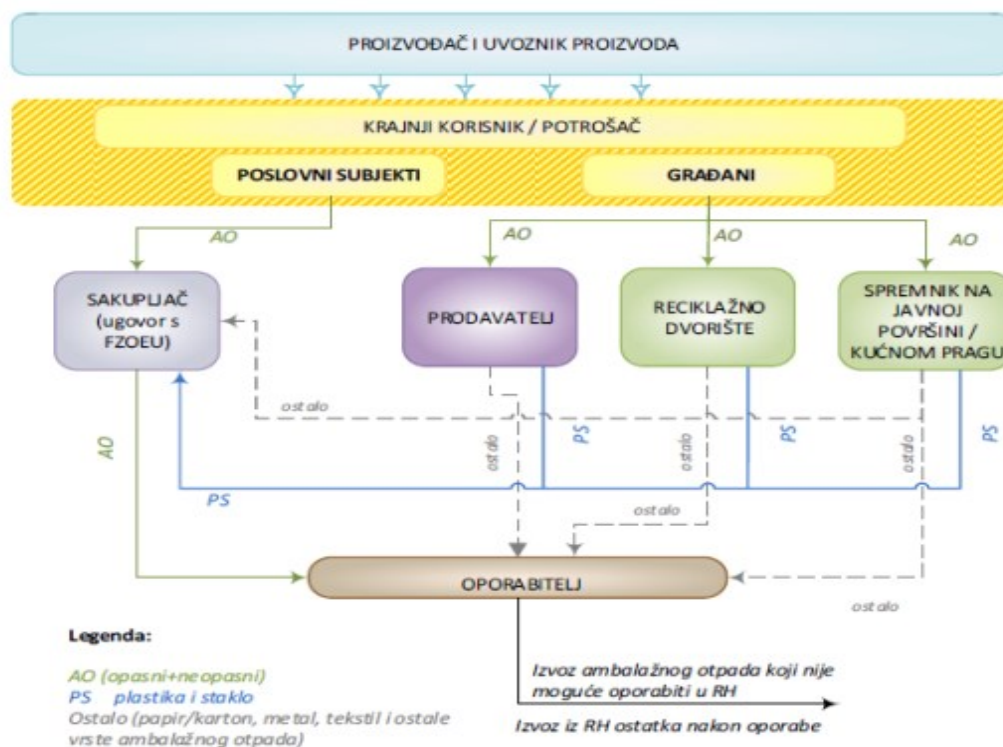 PROIZVOĐAČ I UVOZNIK PROIZVODA
KRAJNJI KORISNIK / POTROŠAČ
POSLOVNI SUBJEKTI
GRAĐANI
AO
AO
AO
AO
SAKUPLJAČ
(ugovor s
FZOEU)
PRODAVATELJ
RECIKLAŽNO
DVORIŠTE
SPREMNIK NA
JAVNOJ
POVRŠINI /
KUĆNOM PRAGU
ostalo
AO
ostalo
PS
ostalo
PS
ostalo
PS
PS
ostalo
OPORABITELJ
ostalo
Legenda:
AO (opasni+neopasni)
PS plastika i staklo
Ostalo (papir/karton, metal, tekstil i ostale
vrste ambalažnog otpada)
Izvoz ambalažnog otpada koji nije
moguće oporabiti u RH
Izvoz iz RH ostatka nakon oporabe